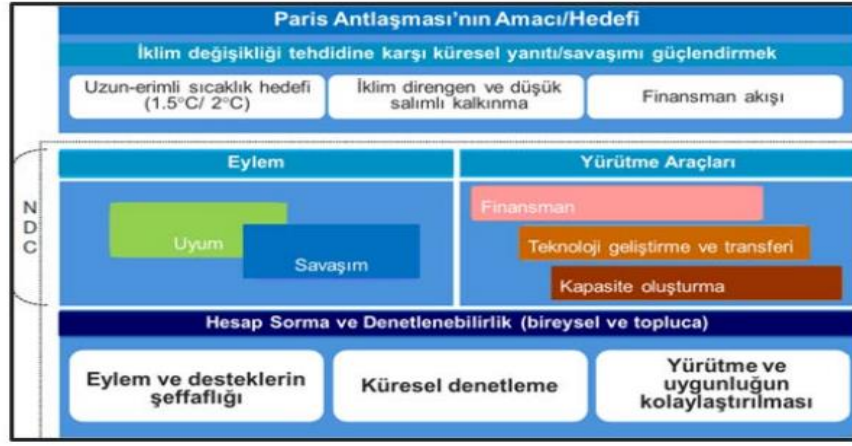 Paris Antlaşması'nın Amacı/Hedefi
İklim değişikliği tehdidine karşı küresel yanıtı/savaşımı güçlendirmek
Uzun-erimli sıcaklık hedefi
(1.5°C/ 2°C)
İklim direngen ve düşük
salımlı kalkınma
Finansman akışı
NDC
Eylem
Uyum
Savaşım
Yürütme Araçları
Finansman
Teknoloji geliştirme ve transferi
Kapasite oluşturma
Hesap Sorma ve Denetlenebilirlik (bireysel ve topluca)
Eylem ve desteklerin
şeffaflığı
Küresel denetleme
Yürütme ve
uygunluğun
kolaylaştırılması